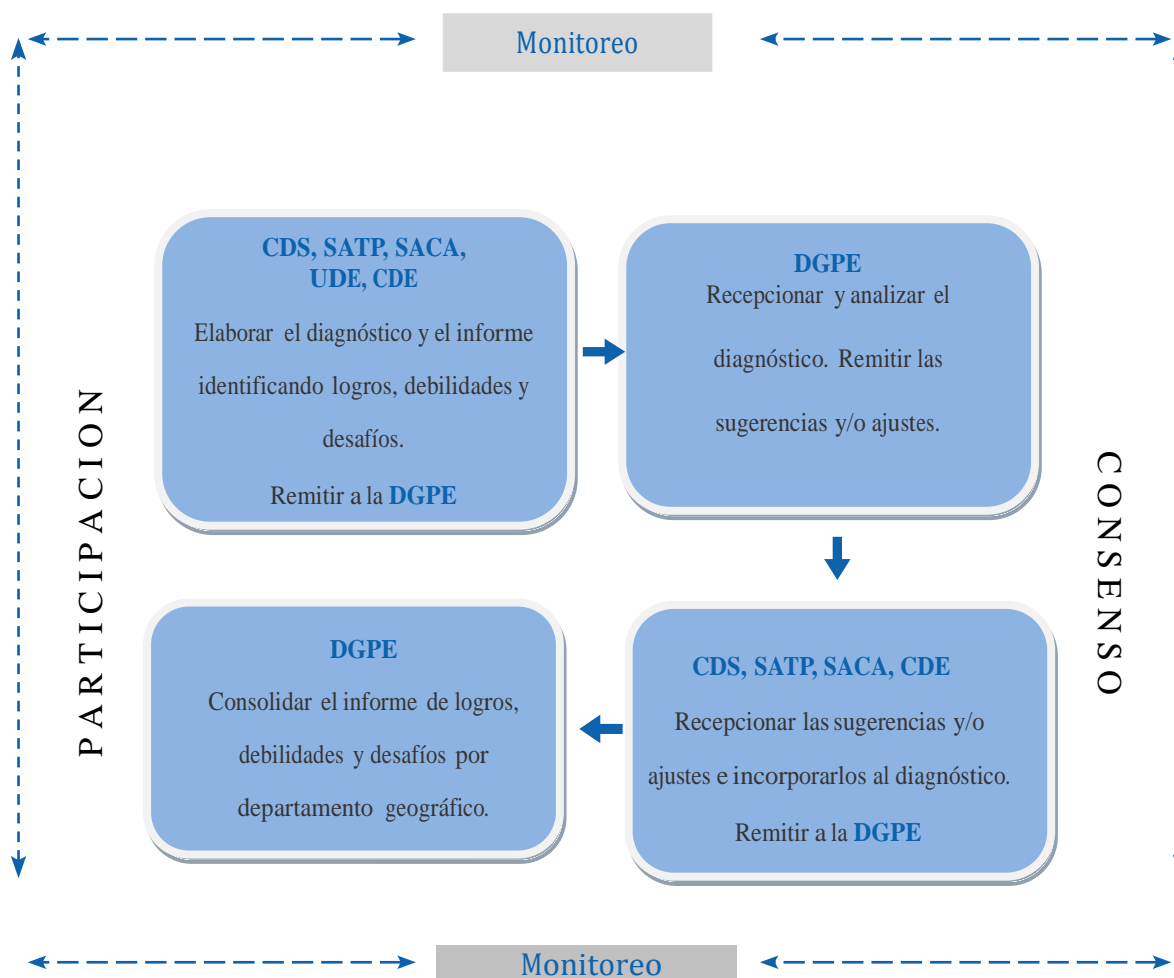 Monitoreo
CDS, SATP, SACA,
UDE, CDE
Elaborar el diagnóstico y el informe
identificando logros, debilidades y
desafíos.
Remitir a la DGPE
DGPE
Recepcionar y analizar el
diagnóstico. Remitir las
sugerencias y/o ajustes.
PARTICIPACION
CONSENSO
DGPE
Consolidar el informe de logros,
debilidades y desafíos por
departamento geográfico.
CDS, SATP, SACA, CDE
Recepcionar las sugerencias y/o
ajustes e incorporarlos al diagnóstico.
Remitir a la DGPE
Monitoreo